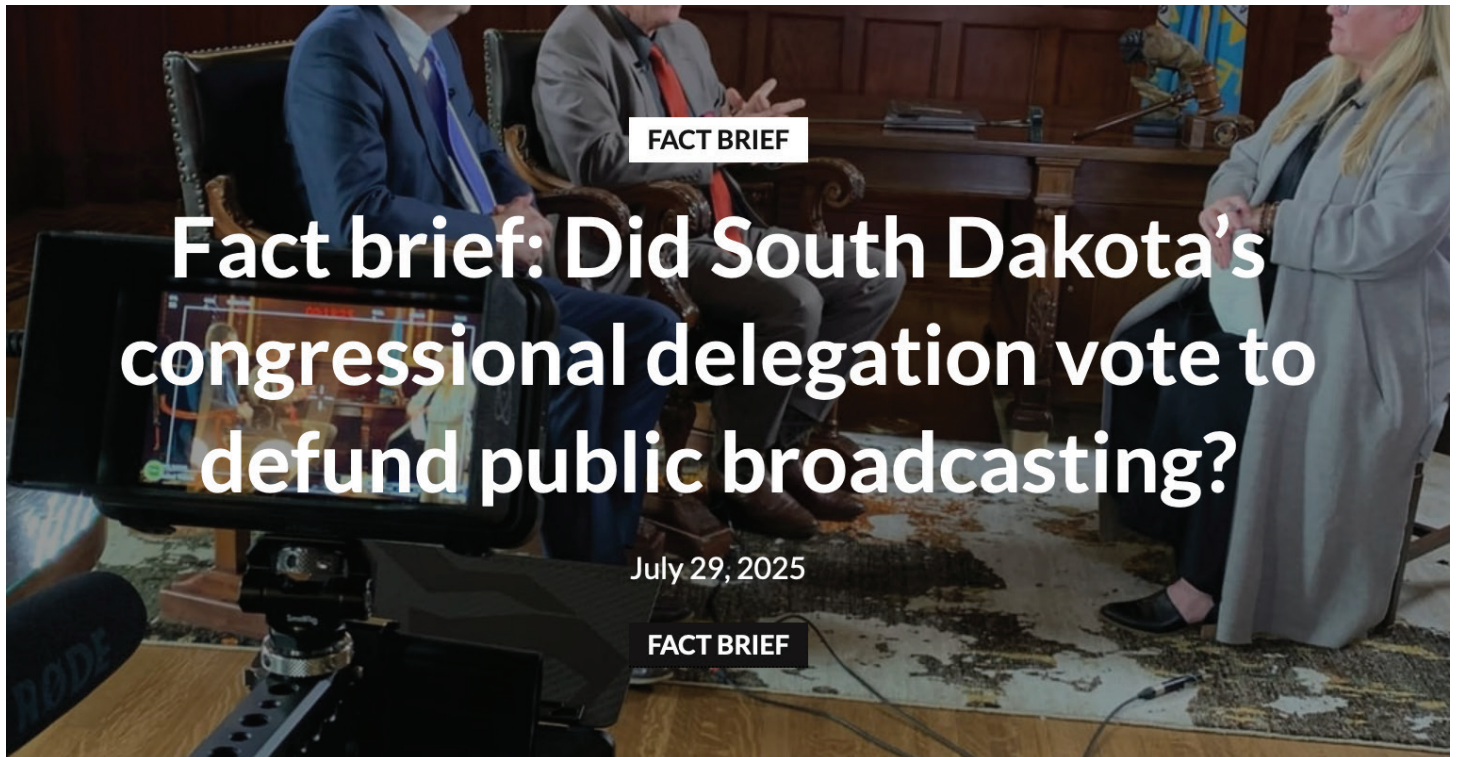 FACT BRIEF
Fact brief: Did South Dakota’s
congressional delegation vote to
defund public broadcasting?
July 29, 2025
FACT BRIEF
RØDE